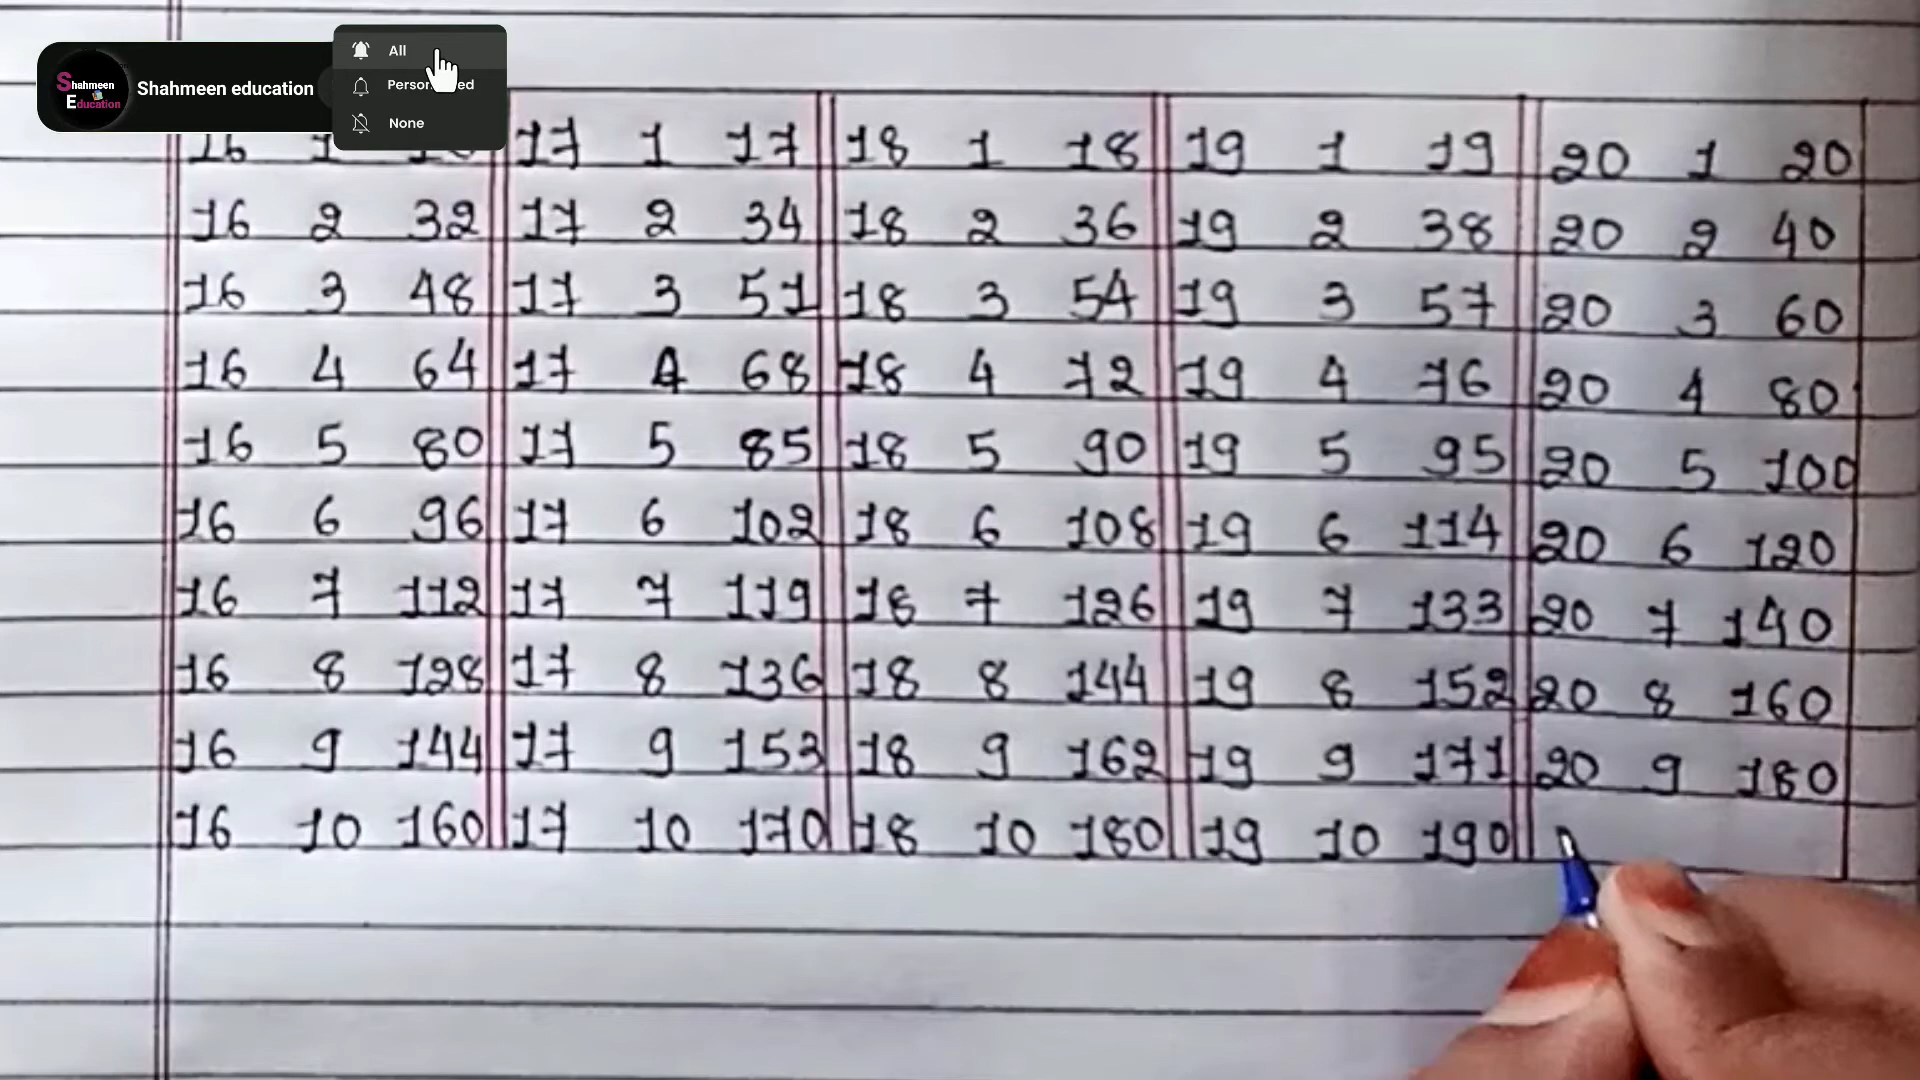 All
Shahmeen Education
Shahmeen education
None
16 1 17 1 17 18 1 18 19 1 19 20 1 20
16 2 32 17 2 34 18 2 36 19 2 38 20 2 40
16 3 48 17 3 51 18 3 54 19 3 57 20 3 60
16 4 64 17 4 68 18 4 72 19 4 76 20 4 80
16 5 80 17 5 85 18 5 90 19 5 95 20 5 100
16 6 96 17 6 102 18 6 108 19 6 114 20 6 120
16 7 112 17 7 119 18 7 126 19 7 133 20 7 140
16 8 128 17 8 136 18 8 144 19 8 152 20 8 160
16 9 144 17 9 153 18 9 162 19 9 171 20 9 180
16 10 160 17 10 170 18 10 180 19 10 190